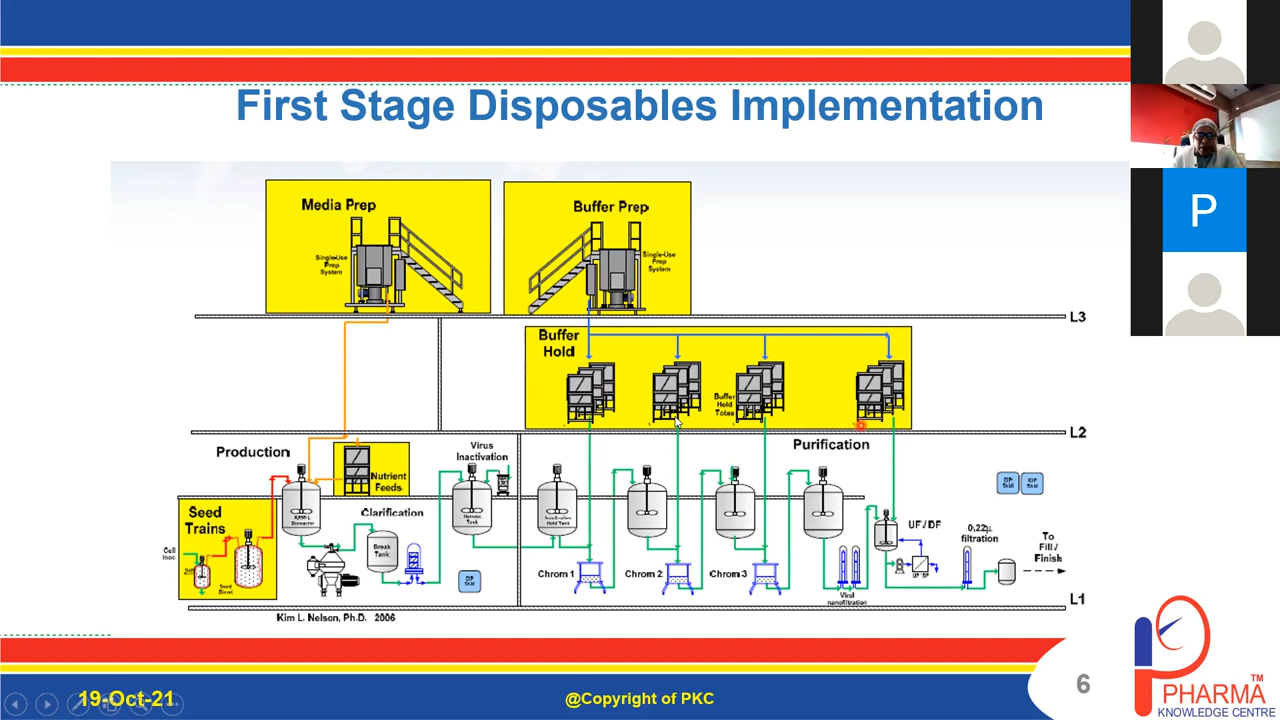 First Stage Disposables Implementation
Media Prep
Single-Use
Prep
System
Buffer Prep
Single-Use
Prep
System
L3
Buffer
Hold
Buffer
Hold
Totes
L2
Production
Nutrient
Feeds
Virus
Inactivation
Purification
Seed
Trains
Clarification
Break
Tank
Cell
Hold Tank
UF / DF
0.22µ
filtration
To
Fill /
Finish
Chrom 1
Chrom 2
Chrom 3
Viral
nanofiltration
L1
Kim L. Nelson, Ph.D. 2006
P
19-Oct-21
@Copyright of PKC
6
PHARMA TM
KNOWLEDGE CENTRE